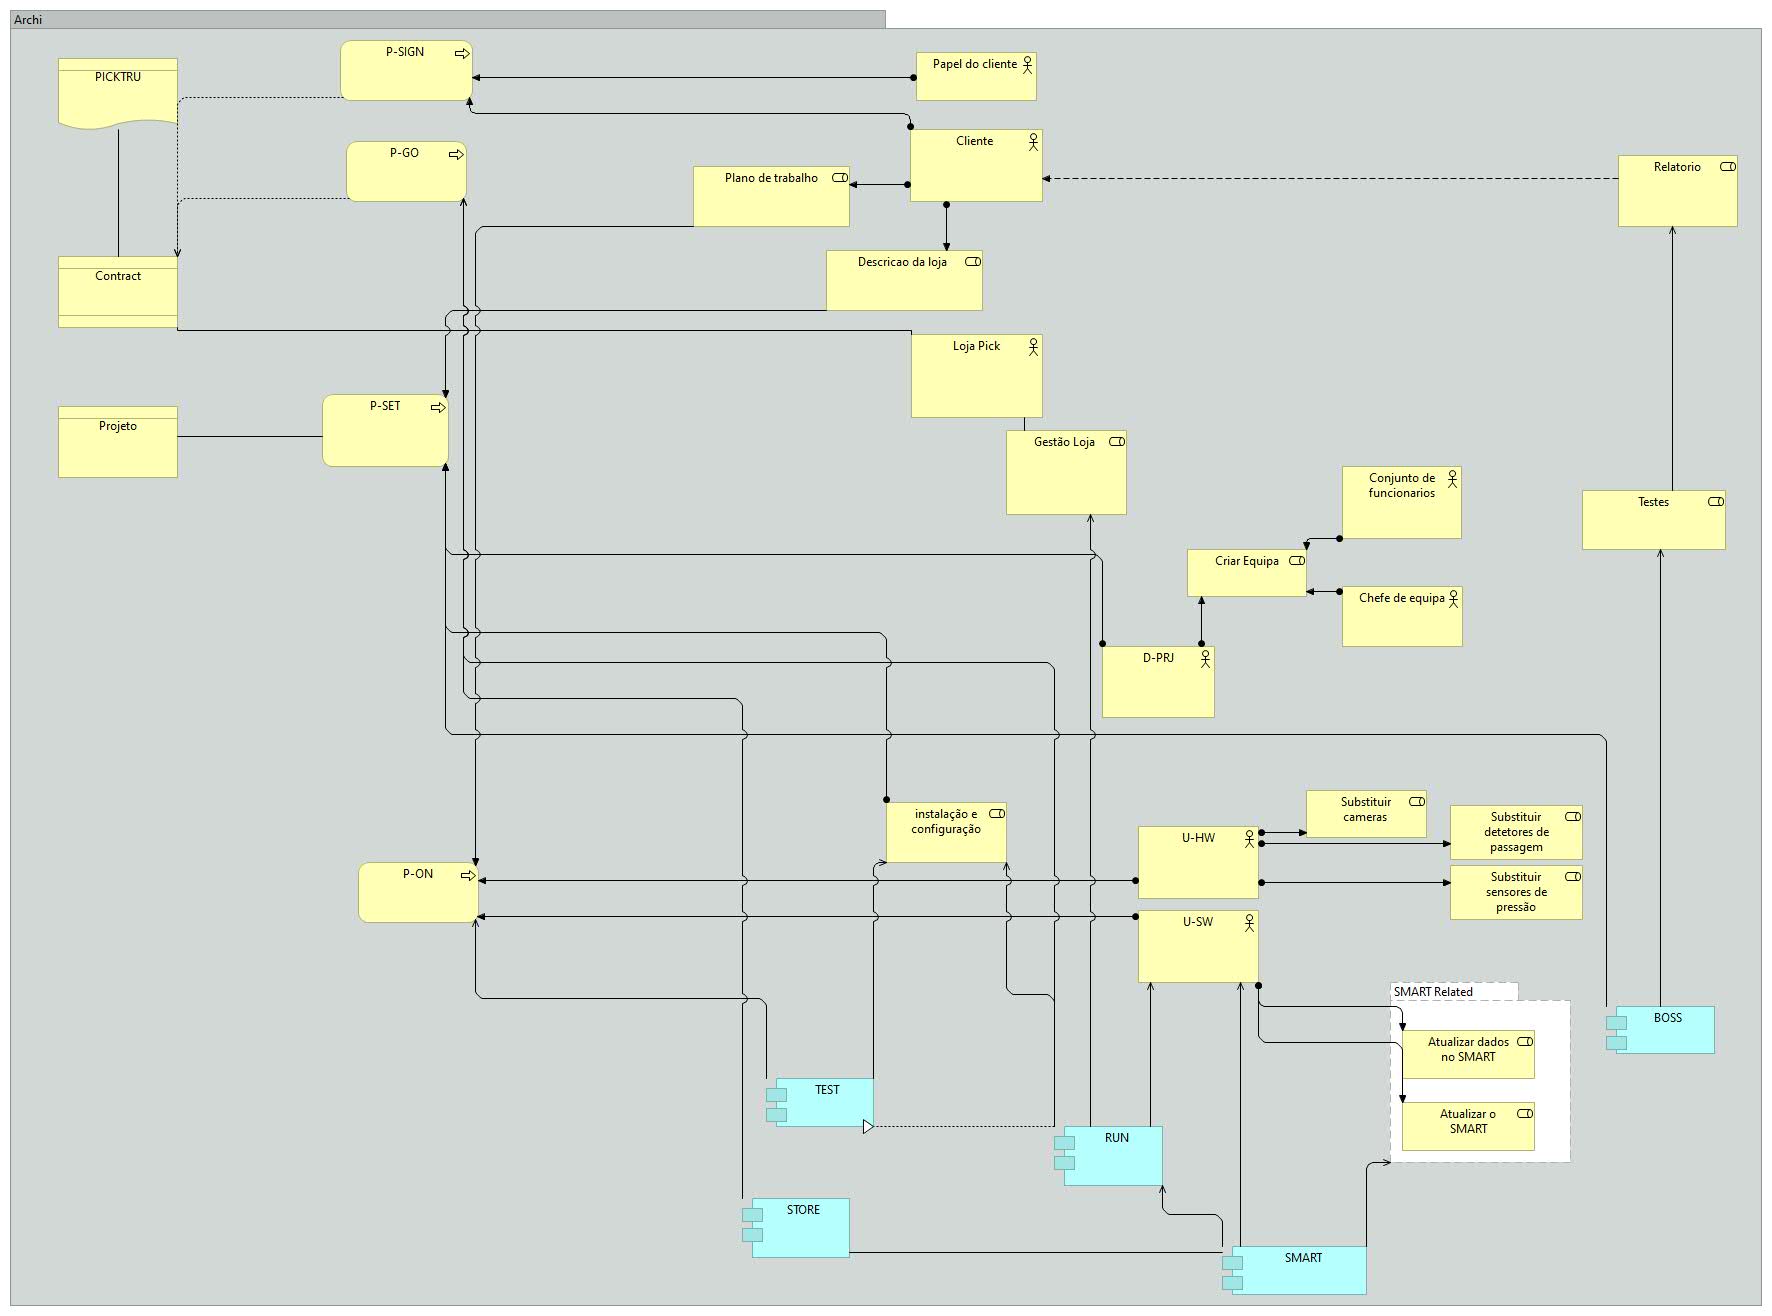 Archi
P-SIGN
Papel do cliente
PICKTRU
Cliente
P-GO
Plano de trabalho
Relatorio
Descricao da loja
Contract
Loja Pick
P-SET
Projeto
Gestão Loja
Conjunto de
funcionarios
Testes
Criar Equipa
Chefe de equipa
D-PRJ
instalação e
configuração
Substituir
cameras
Substituir
detetores de
passagem
U-HW
P-ON
Substituir
sensores de
pressão
U-SW
SMART Related
BOSS
Atualizar dados
no SMART
TEST
Atualizar o
SMART
RUN
STORE
SMART